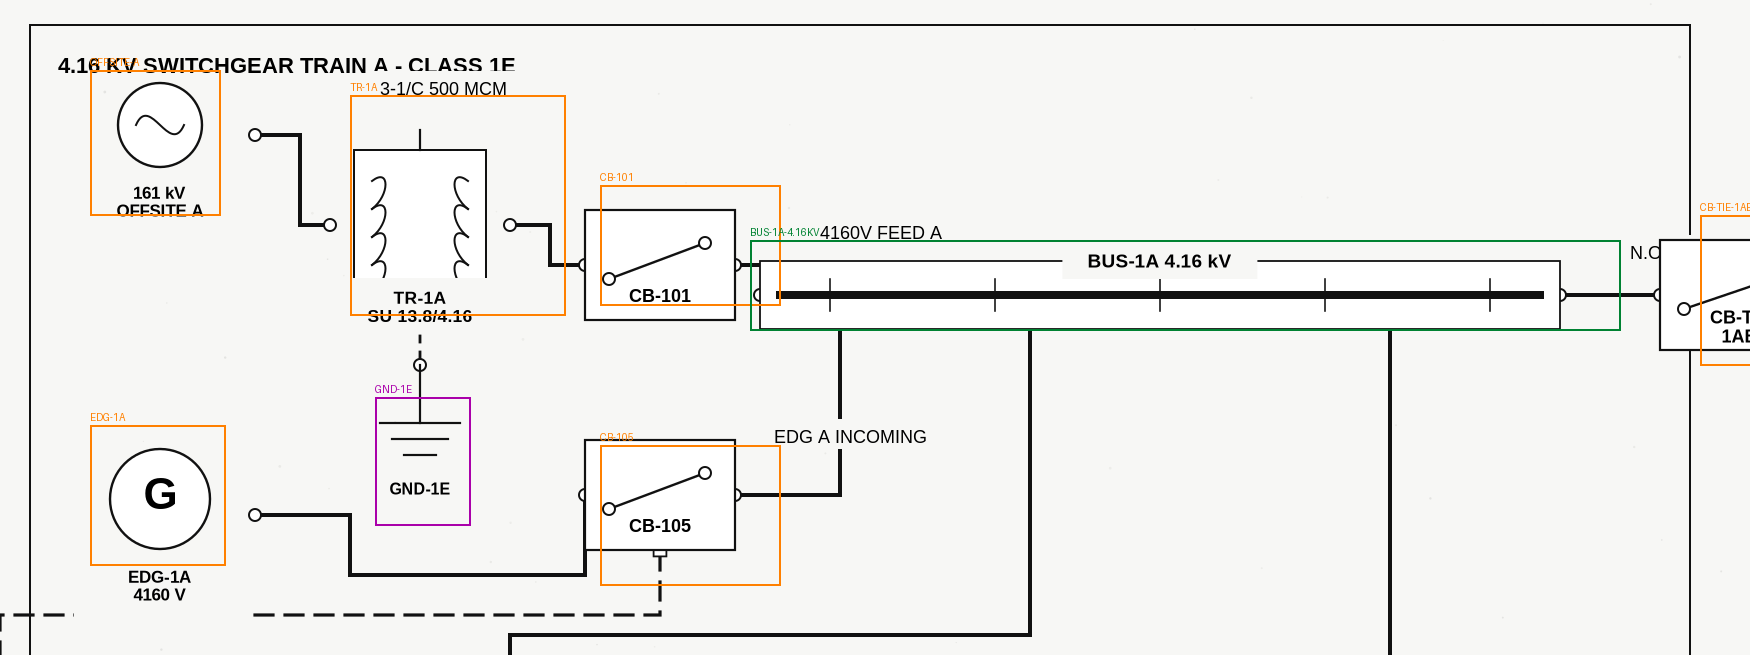 4.16 KV SWITCHGEAR TRAIN A - CLASS 1E
OFFSITE-A
TR-1A
3-1/C 500 MCM
161 kV
OFFSITE A
CB-101
CB-101
TR-1A
SU 13.8/4.16
BUS-1A-4.16KV
4160V FEED A
BUS-1A 4.16 kV
N.O
CB-TIE-1AB
CB-T
1AB
GND-1E
GND-1E
EDG-1A
G
EDG-1A
4160 V
CB-105
CB-105
EDG A INCOMING